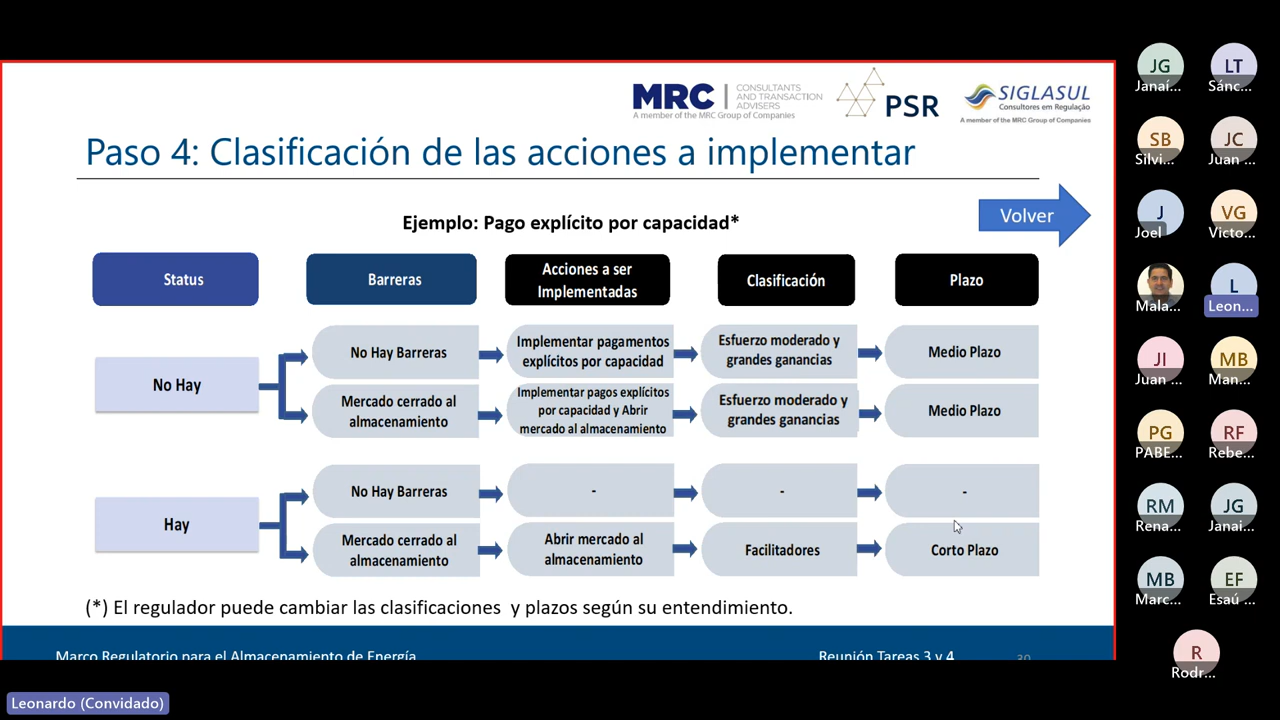 MRC
CONSULTANTS
AND TRANSACTION
ADVISERS
A member of the MRC Group of Companies
PSR
SIGLASUL
Consultores em Regulação
A member of the MRC Group of Companies
Paso 4: Clasificación de las acciones a implementar
Volver
Ejemplo: Pago explícito por capacidad*
Status
Barreras
Acciones a ser
Implementadas
Clasificación
Plazo
No Hay
No Hay Barreras
Implementar pagamentos
explícitos por capacidad
Esfuerzo moderado y
grandes ganancias
Medio Plazo
Mercado cerrado al
almacenamiento
Implementar pagos explícitos
por capacidad y Abrir
mercado al almacenamiento
Esfuerzo moderado y
grandes ganancias
Medio Plazo
Hay
No Hay Barreras
-
-
-
Mercado cerrado al
almacenamiento
Abrir mercado al
almacenamiento
Facilitadores
Corto Plazo
(*) El regulador puede cambiar las clasificaciones y plazos según su entendimiento.
Marco Regulatorio para el Almacenamiento de Energía
Reunión Tareas 3 y 4
30
JG
Janaí...
LT
Sánc...
SB
Silvi...
JC
Juan ...
J
Joel
VG
Victo...
Mala...
L
Leon...
JI
Juan ...
MB
Man...
PG
PABE...
RF
Rebe...
RM
Rena...
JG
Janai...
MB
Marc...
EF
Esaú ...
R
Rodr...
Leonardo (Convidado)